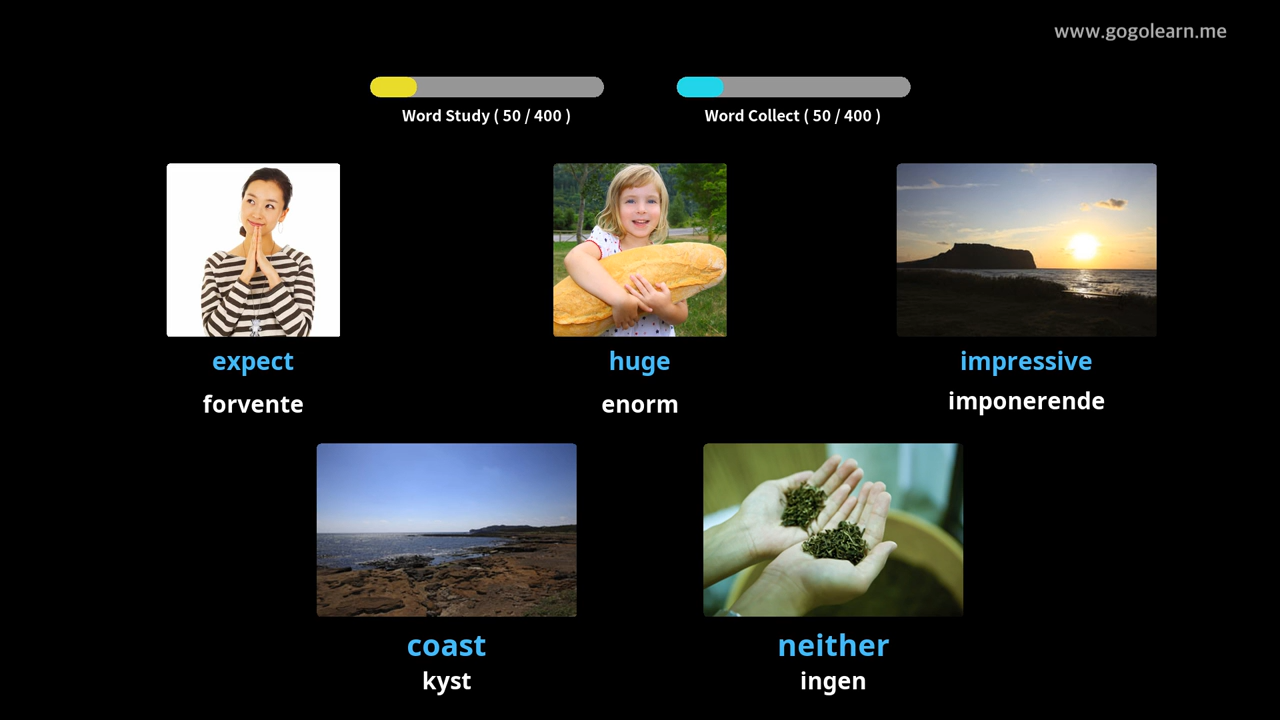 www.gogolearn.me
Word Study ( 50 / 400 )
Word Collect ( 50 / 400 )
expect
forvente
huge
enorm
impressive
imponerende
coast
kyst
neither
ingen